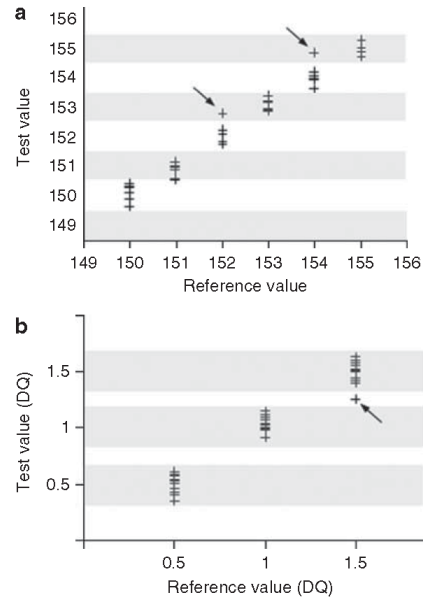 a
156
155
154
153
152
151
150
149
Test value
149 150 151 152 153 154 155 156
Reference value
b
1.5
1
0.5
Test value (DQ)
0.5 1 1.5
Reference value (DQ)